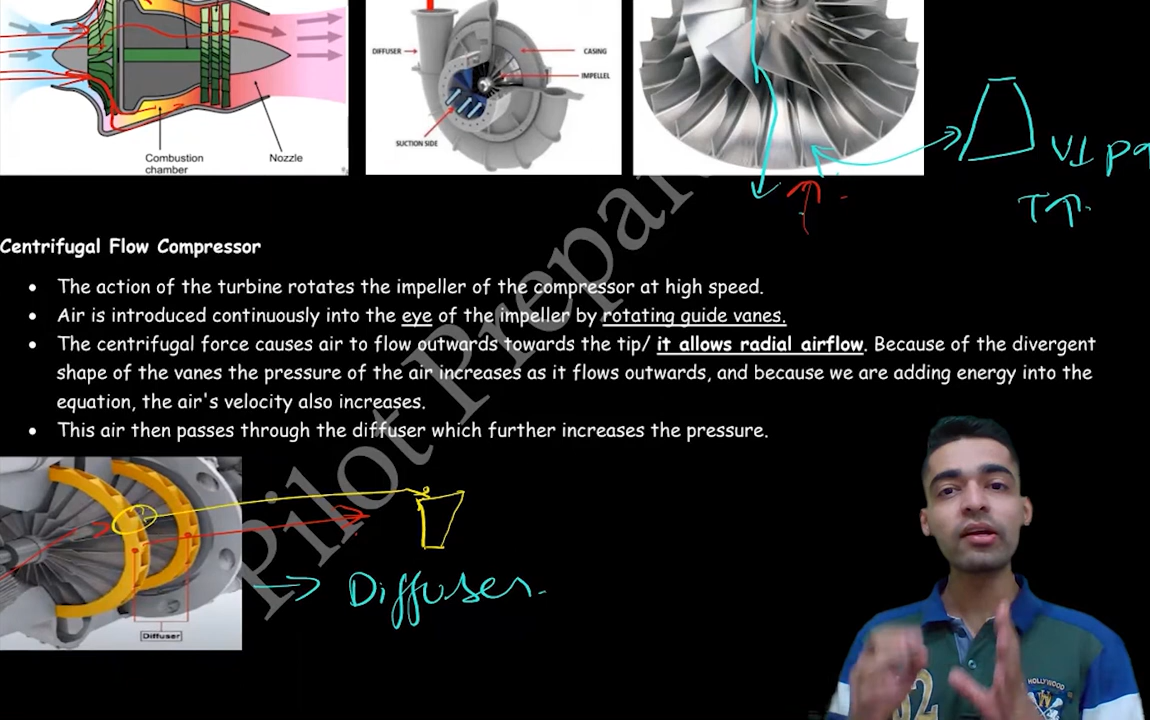 DIFFUSER
CASING
IMPELLEL
SUCTION SIDE
Combustion
chamber
Nozzle
T↑
Centrifugal Flow Compressor
• The action of the turbine rotates the impeller of the compressor at high speed.
• Air is introduced continuously into the eye of the impeller by rotating guide vanes.
• The centrifugal force causes air to flow outwards towards the tip/ it allows radial airflow. Because of the divergent
shape of the vanes the pressure of the air increases as it flows outwards, and because we are adding energy into the
equation, the air's velocity also increases.
• This air then passes through the diffuser which further increases the pressure.
Pilot Prepar
Diffuser
→ Diffuser.
HOLLYWOOD